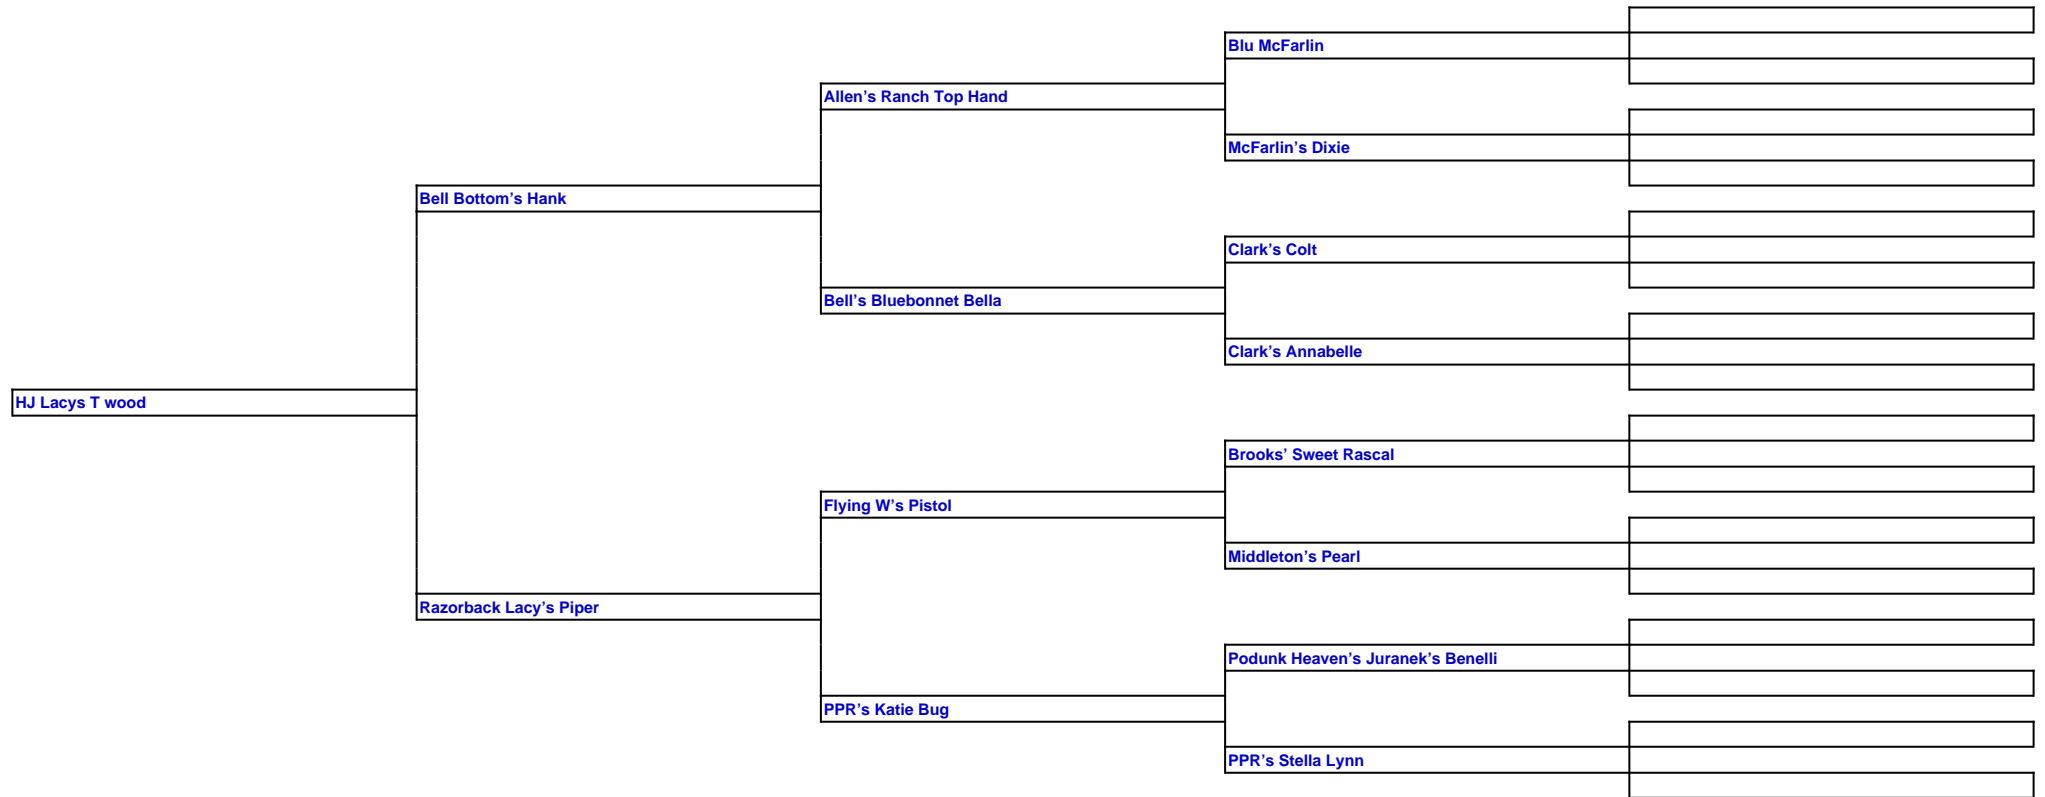 Blu McFarlin
Allen’s Ranch Top Hand
McFarlin’s Dixie
Bell Bottom’s Hank
Clark’s Colt
Bell’s Bluebonnet Bella
Clark’s Annabelle
HJ Lacys T wood
Brooks’ Sweet Rascal
Flying W’s Pistol
Middleton’s Pearl
Razorback Lacy’s Piper
Podunk Heaven’s Juranek’s Benelli
PPR’s Katie Bug
PPR’s Stella Lynn